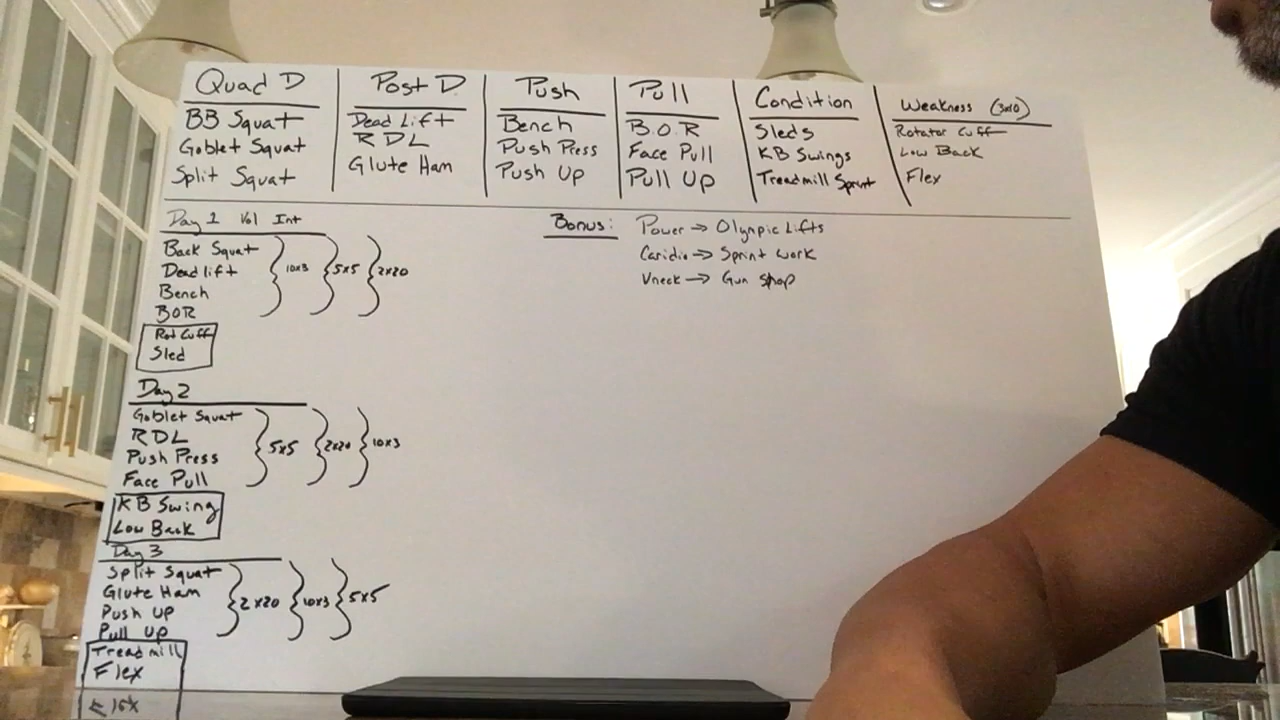 Quad D
BB Squat
Goblet Squat
Split Squat
Post D
Dead Lift
RDL
Glute Ham
Push
Bench
Push Press
Push Up
Pull
B.O.R
Face Pull
Pull Up
Condition
Sleds
KB Swings
Treadmill Sprint
Weakness (3x10)
Rotator Cuff
Low Back
Flex
Day 1 Vol Int
Back Squat
Deadlift
Bench
BOR
10x3 5x5 2x20
Rot Cuff
Sled
Bonus: Power → Olympic Lifts
Caridio → Sprint work
Vneck → Gun shop
Day 2
Goblet Squat
RDL
Push Press
Face Pull
5x5 2x20 10x3
KB Swing
Low Back
Day 3
Split Squat
Glute Ham
Push Up
Pull Up
2x20 10x3 5x5
Treadmill
Flex